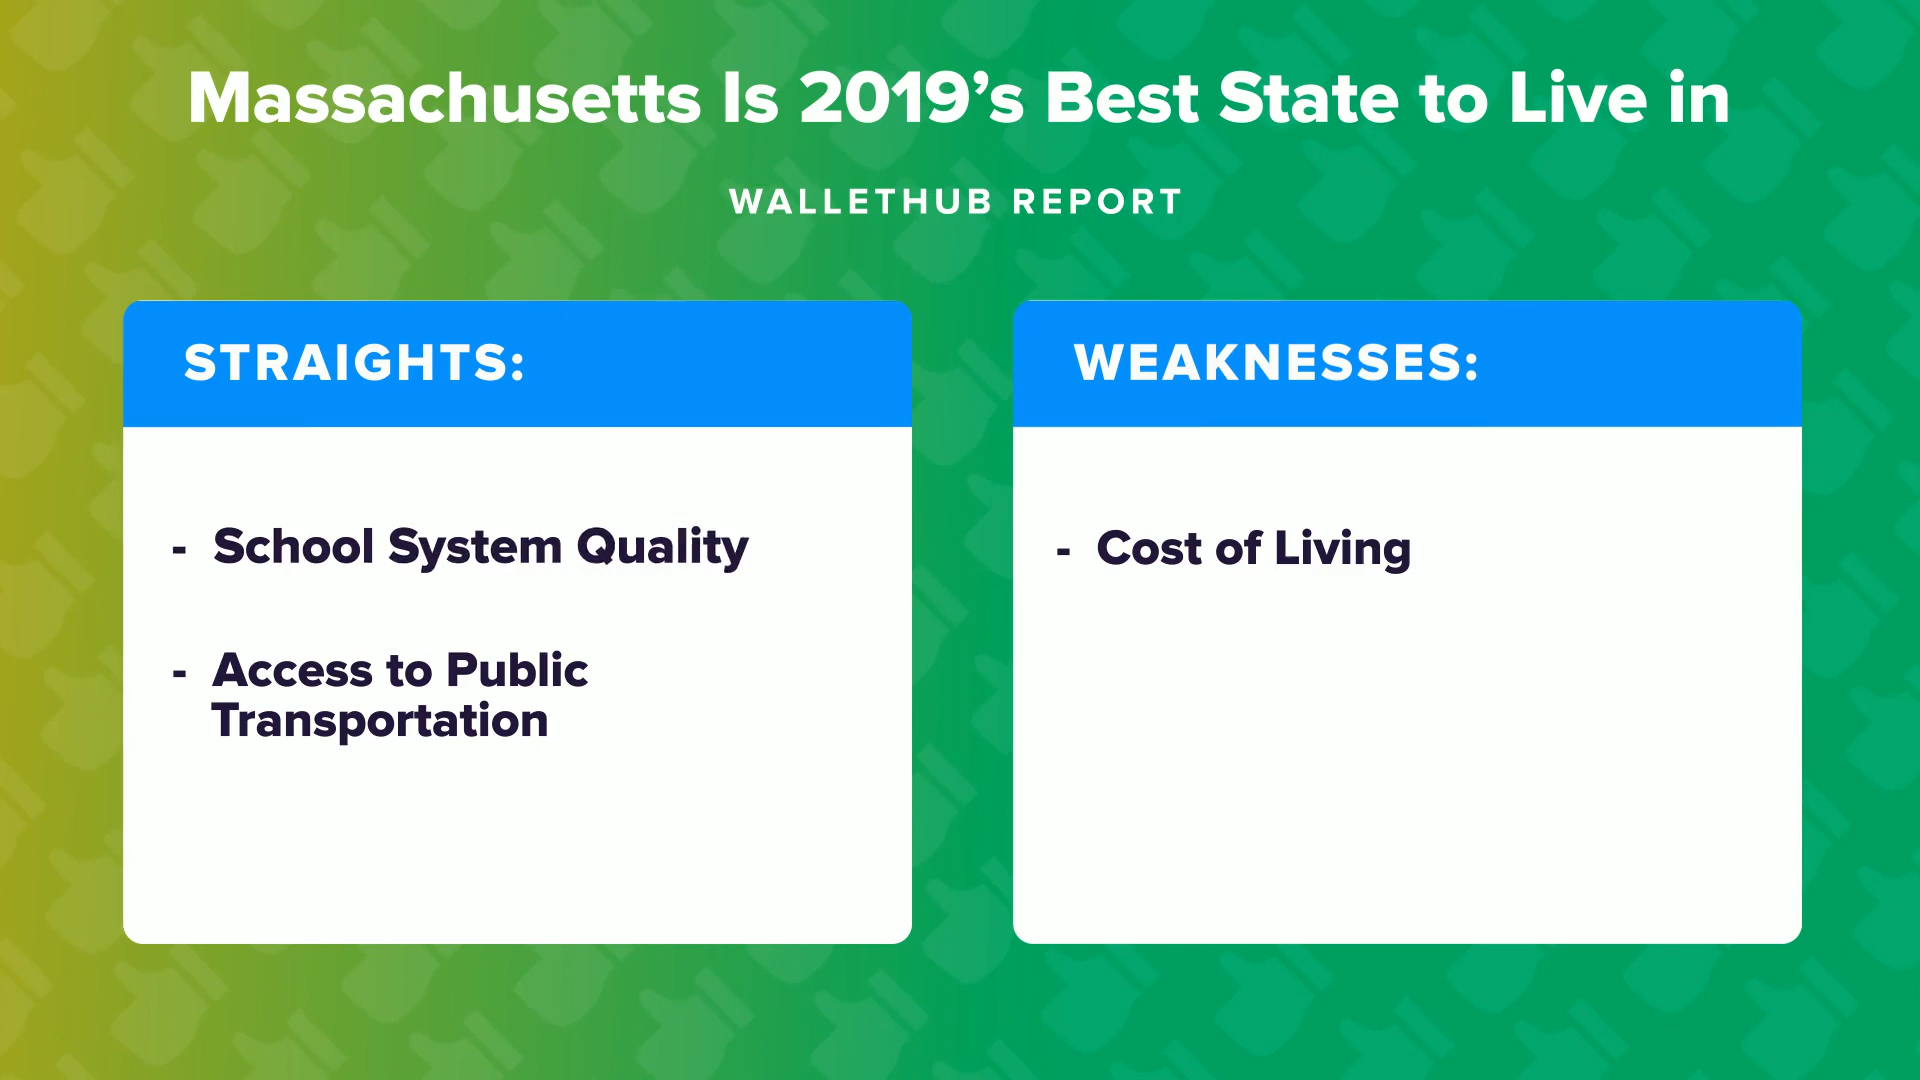 Massachusetts Is 2019’s Best State to Live in
WALLETHUB REPORT
STRAIGHTS:
- School System Quality
- Access to Public
Transportation
WEAKNESSES:
- Cost of Living